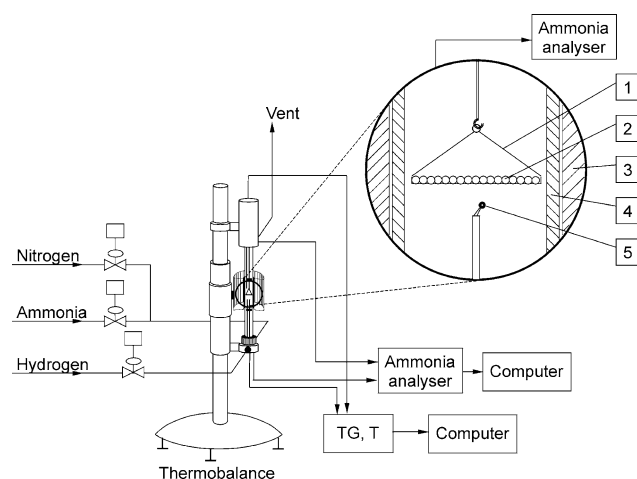 Ammonia
analyser
1
2
3
4
5
Vent
Nitrogen
Ammonia
Hydrogen
Ammonia
analyser
Computer
TG, T
Computer
Thermobalance